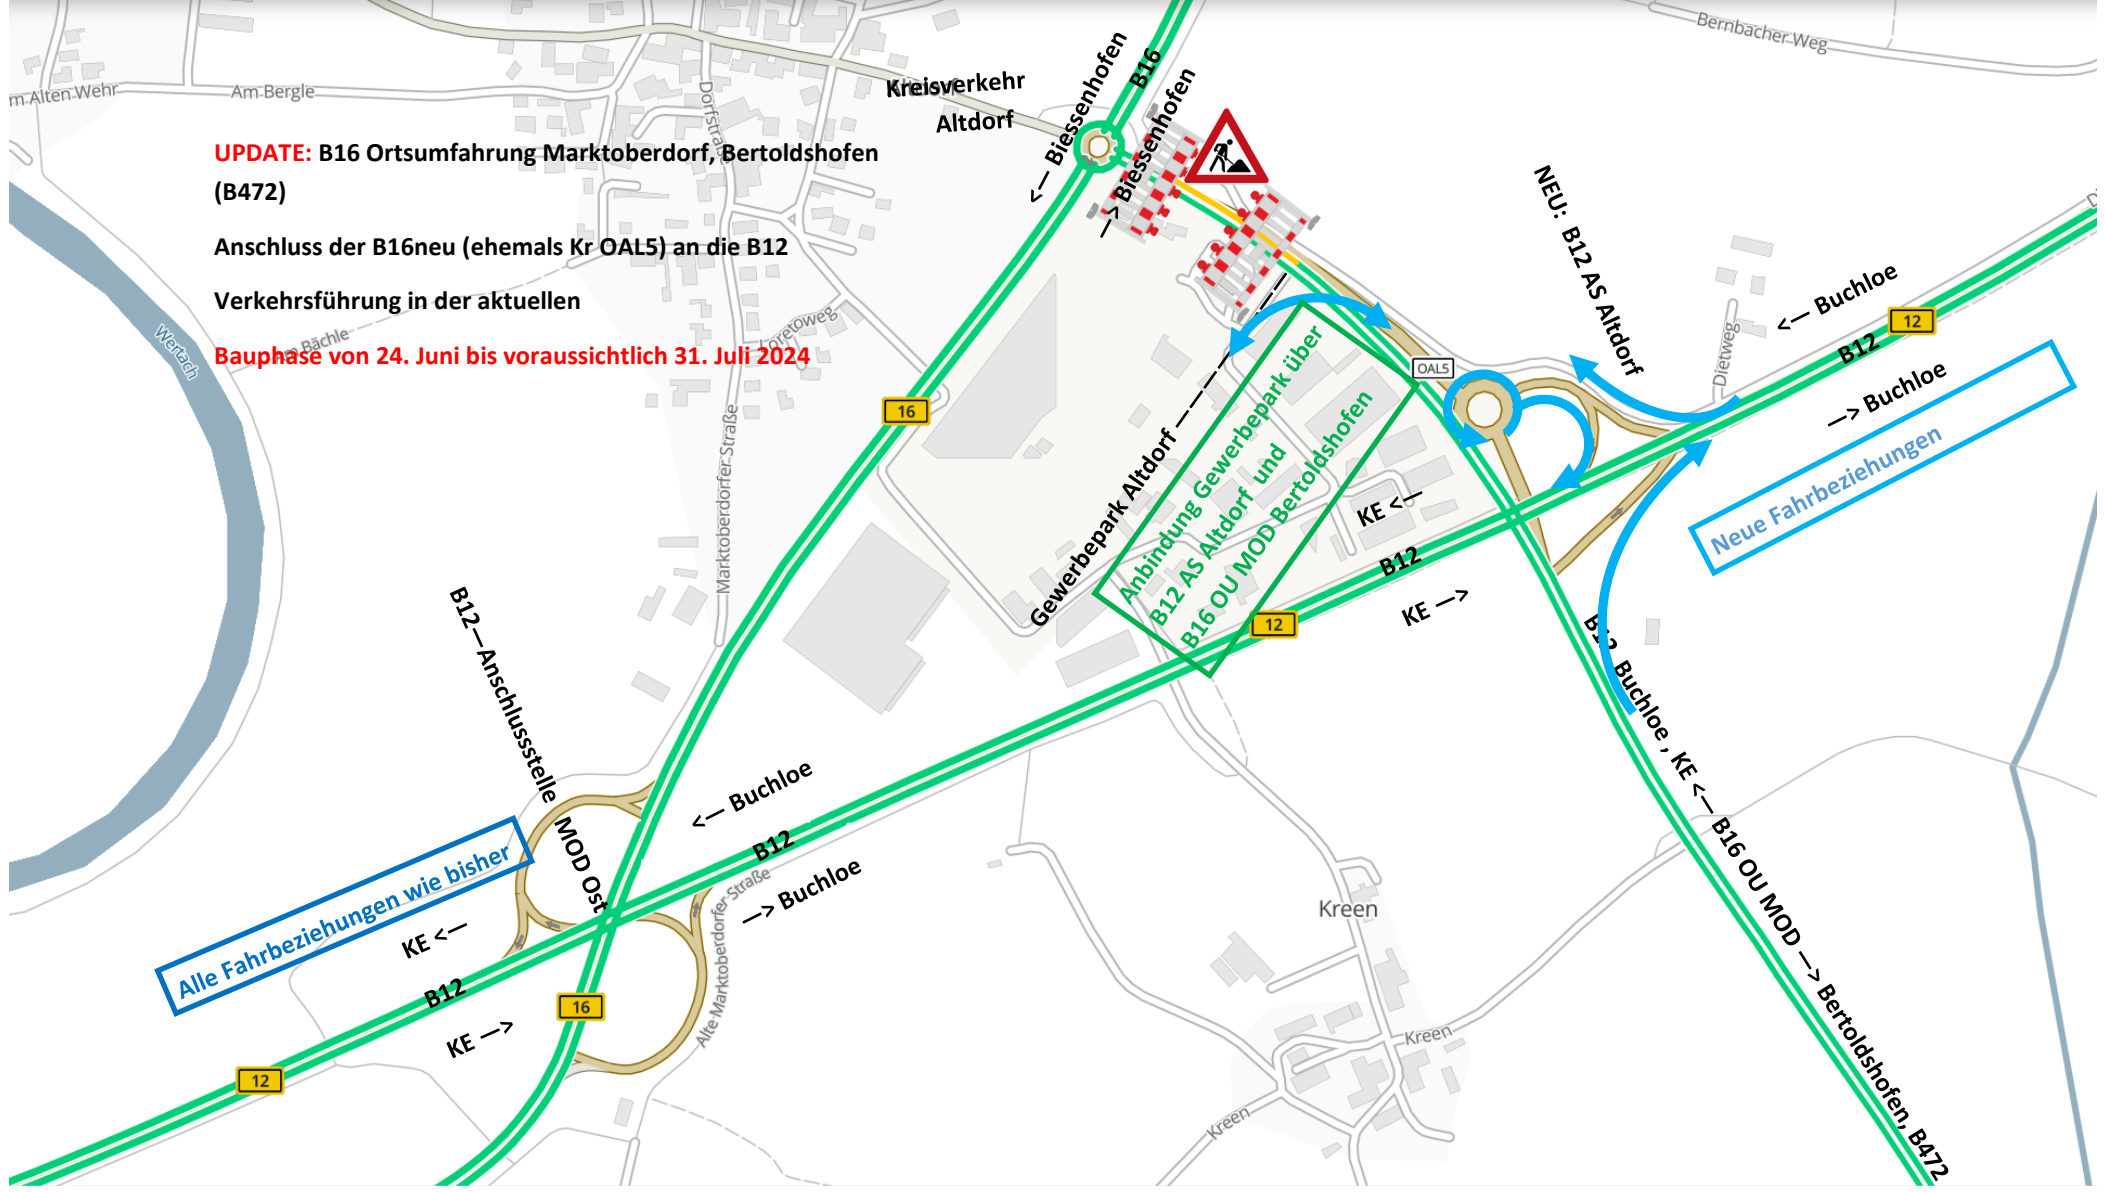 Bernbacher Weg
m Alten Wehr
Am Bergle
Dorfstraße
Kreisverkehr
Altdorf
<— Biessenhofen
B16
—> Biessenhofen
UPDATE: B16 Ortsumfahrung Marktoberdorf, Bertoldshofen
(B472)
Anschluss der B16neu (ehemals Kr OAL5) an die B12
Verkehrsführung in der aktuellen
Bauphase von 24. Juni bis voraussichtlich 31. Juli 2024
Wertach
Am Bächle
Loretoweg
Marktoberdorfer Straße
16
NEU: B12 AS Altdorf
Dietweg
<— Buchloe
12
B12
—> Buchloe
OAL5
Neue Fahrbeziehungen
Gewerbepark Altdorf
Anbindung Gewerbepark über
B12 AS Altdorf und
B16 OU MOD Bertoldshofen
KE <—
B12
KE —>
12
B12 Buchloe , KE <— B16 OU MOD —> Bertoldshofen, B472
B12—Anschlussstelle MOD Ost
<— Buchloe
B12
—> Buchloe
Alle Fahrbeziehungen wie bisher
KE <—
B12
KE —>
16
12
Alte Marktoberdorfer Straße
Kreen
Kreen
Kreen